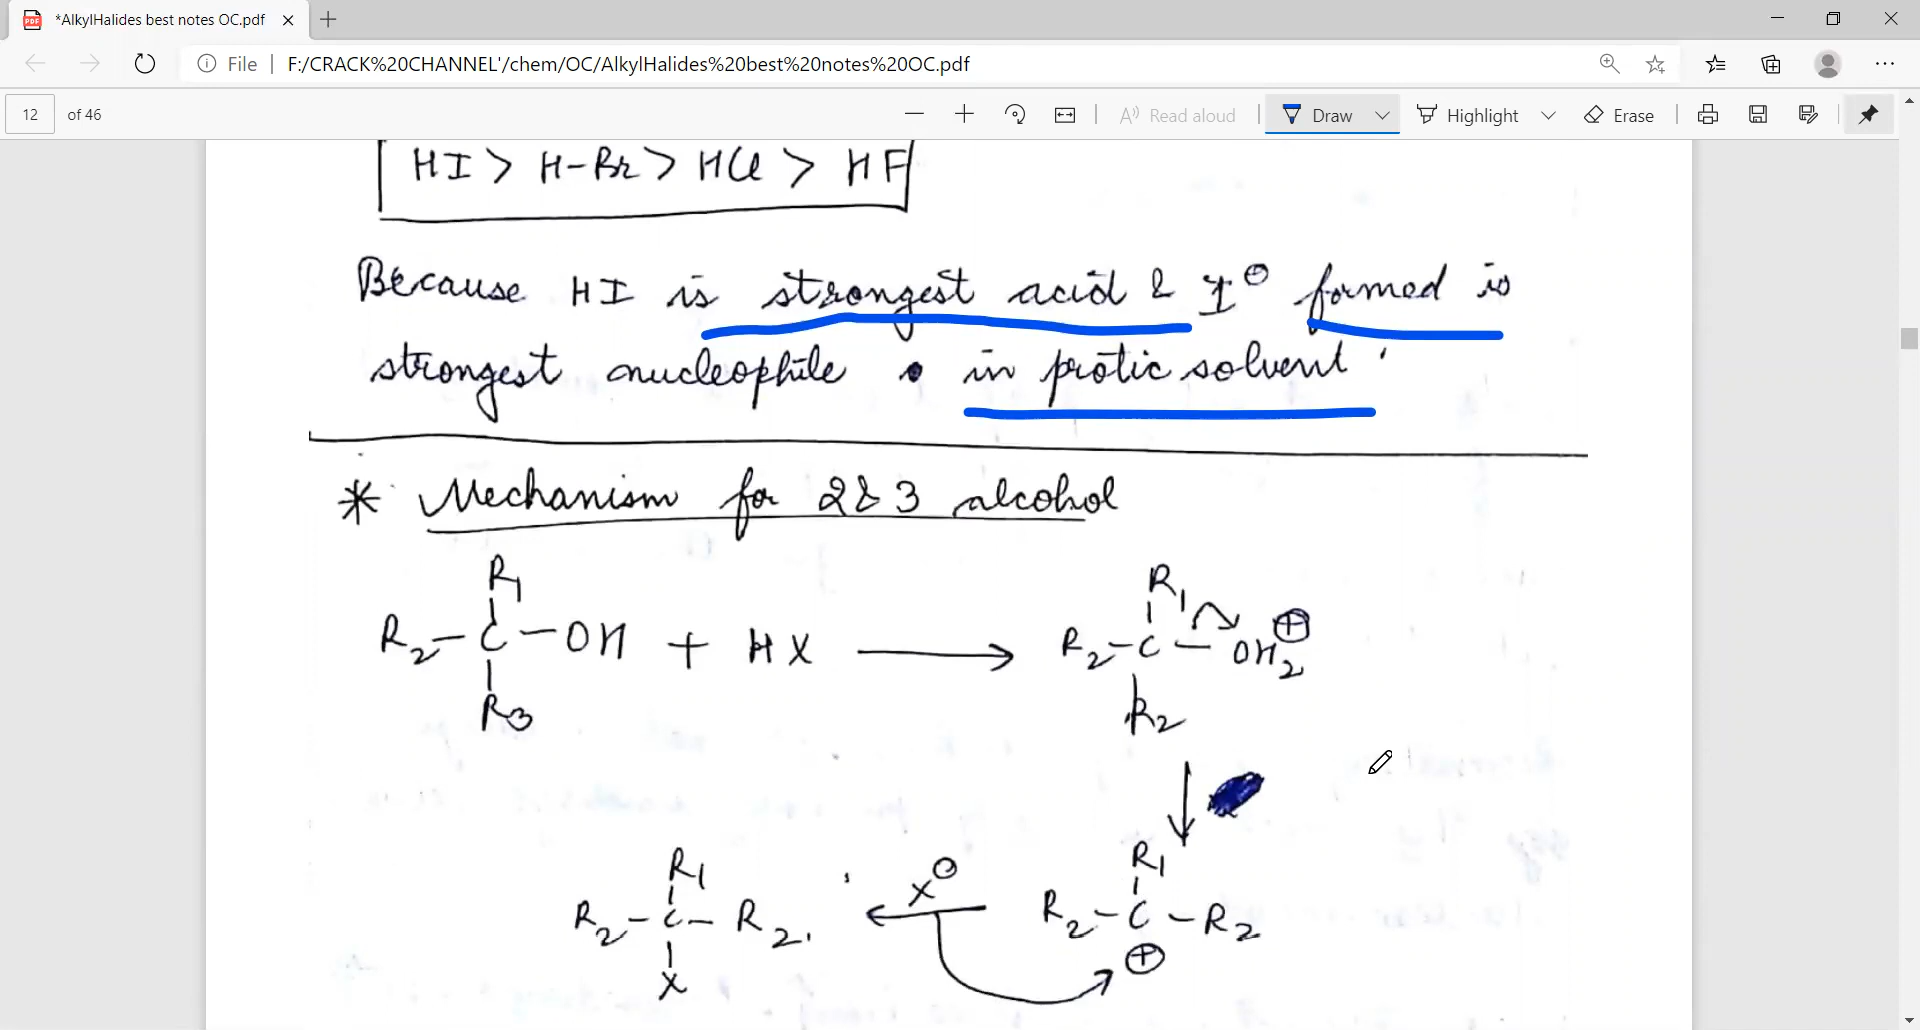 *AlkylHalides best notes OC.pdf
File | F:/CRACK%20CHANNEL'/chem/OC/AlkylHalides%20best%20notes%20OC.pdf
12 of 46 Read aloud Draw Highlight Erase
HI > H-Br > HCl > HF
Because HI is strongest acid & I⊖ formed is
strongest nucleophile • in protic solvent
* Mechanism for 2 & 3 alcohol
R1 R1
R2-C-OH + HX → R2-C-OH2 ⊕
R3 R2
R1 X⊖ R1
R2-C-R2. ← R2-C-R2
X ⊕